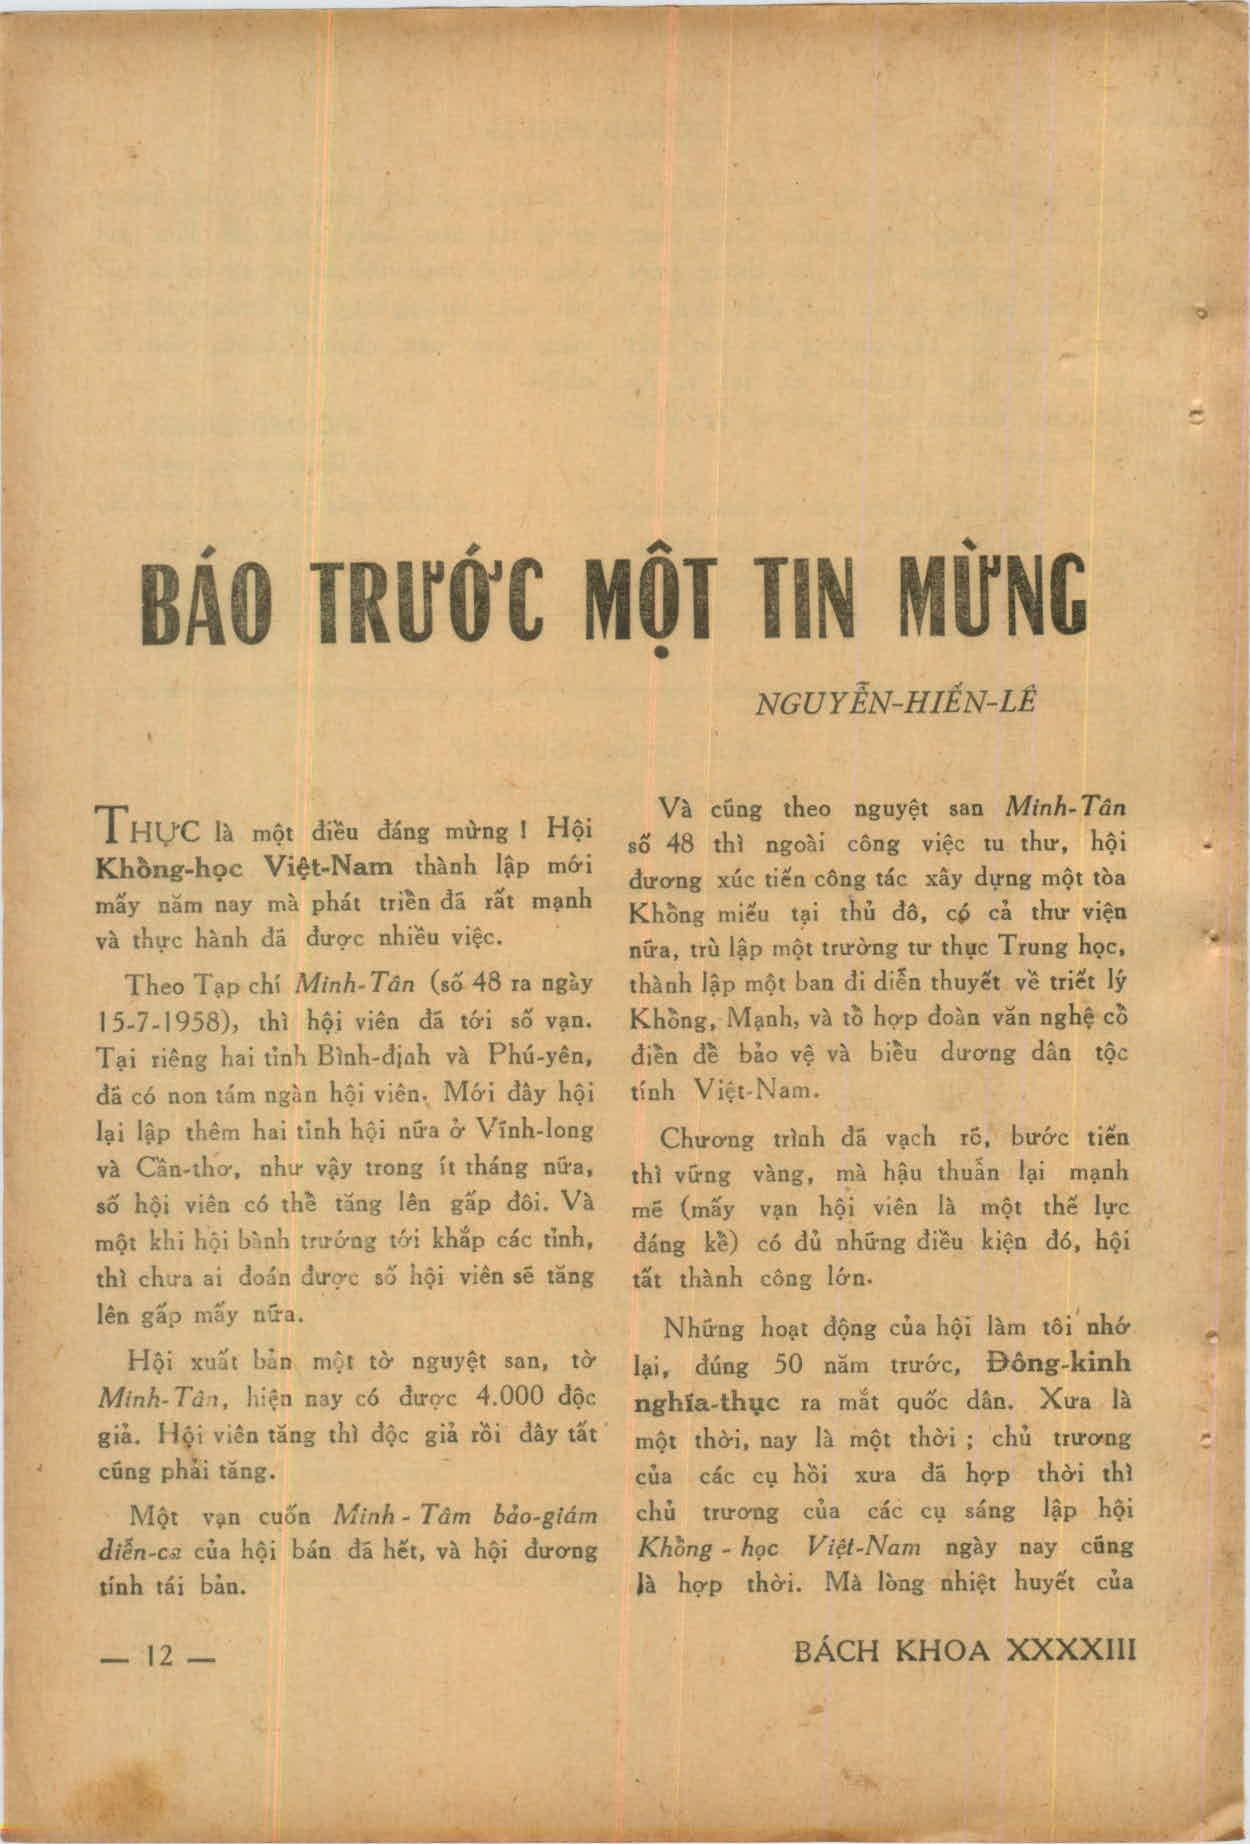 BÁO TRƯỚC MỘT TIN MỪNG
NGUYỄN-HIẾN-LÊ
THỰC là một điều đáng mừng ! Hội
Khổng-học Việt-Nam thành lập mới
mấy năm nay mà phát triển đã rất mạnh
và thực hành đã được nhiều việc.
Theo Tạp chí Minh-Tân (số 48 ra ngày
15-7-1958), thì hội viên đã tới số vạn.
Tại riêng hai tỉnh Bình-định và Phú-yên,
đã có non tám ngàn hội viên. Mới đây hội
lại lập thêm hai tỉnh hội nữa ở Vĩnh-long
và Cần-thơ, như vậy trong ít tháng nữa,
số hội viên có thể tăng lên gấp đôi. Và
một khi hội bành trướng tới khắp các tỉnh,
thì chưa ai đoán được số hội viên sẽ tăng
lên gấp mấy nữa.
Hội xuất bản một tờ nguyệt san, tờ
Minh-Tân, hiện nay có được 4.000 độc
giả. Hội viên tăng thì độc giả rồi đây tất
cũng phải tăng.
Một vạn cuốn Minh - Tâm bảo-giám
diễn-ca của hội bán đã hết, và hội đương
tính tái bản.
Và cũng theo nguyệt san Minh-Tân
số 48 thì ngoài công việc tu thư, hội
đương xúc tiến công tác xây dựng một tòa
Khổng miếu tại thủ đô, có cả thư viện
nữa, trù lập một trường tư thục Trung học,
thành lập một ban đi diễn thuyết về triết lý
Khổng, Mạnh, và tổ hợp đoàn văn nghệ cổ
điển để bảo vệ và biểu dương dân tộc
tính Việt-Nam.
Chương trình đã vạch rõ, bước tiến
thì vững vàng, mà hậu thuẫn lại mạnh
mẽ (mấy vạn hội viên là một thế lực
đáng kể) có đủ những điều kiện đó, hội
tất thành công lớn.
Những hoạt động của hội làm tôi nhớ
lại, đúng 50 năm trước, Đông-kinh
nghĩa-thục ra mắt quốc dân. Xưa là
một thời, nay là một thời ; chủ trương
của các cụ hồi xưa đã hợp thời thì
chủ trương của các cụ sáng lập hội
Khổng - học Việt-Nam ngày nay cũng
là hợp thời. Mà lòng nhiệt huyết của
— 12 —
BÁCH KHOA XXXXIII